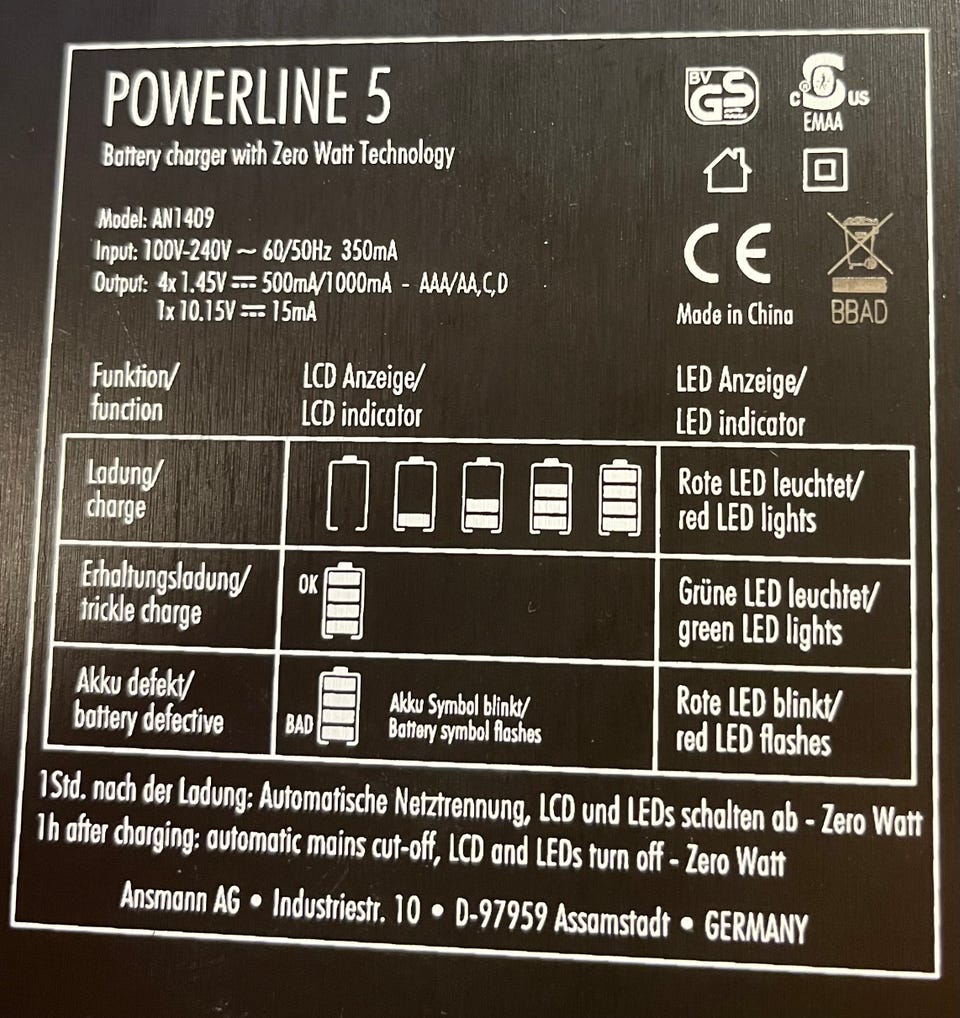 POWERLINE 5
Battery charger with Zero Watt Technology
BV
GS
C S US
EMAA
Model: AN1409
Input: 100V-240V ~ 60/50Hz 350mA
Output: 4x 1.45V ⎓ 500mA/1000mA - AAA/AA,C,D
1x 10.15V ⎓ 15mA
CE
Made in China
BBAD
Funktion/
function
LCD Anzeige/
LCD indicator
LED Anzeige/
LED indicator
Ladung/
charge
Rote LED leuchtet/
red LED lights
Erhaltungsladung/
trickle charge
OK
Grüne LED leuchtet/
green LED lights
Akku defekt/
battery defective
BAD
Akku Symbol blinkt/
Battery symbol flashes
Rote LED blinkt/
red LED flashes
1Std. nach der Ladung: Automatische Netztrennung, LCD und LEDs schalten ab - Zero Watt
1h after charging: automatic mains cut-off, LCD and LEDs turn off - Zero Watt
Ansmann AG • Industriestr. 10 • D-97959 Assamstadt • GERMANY